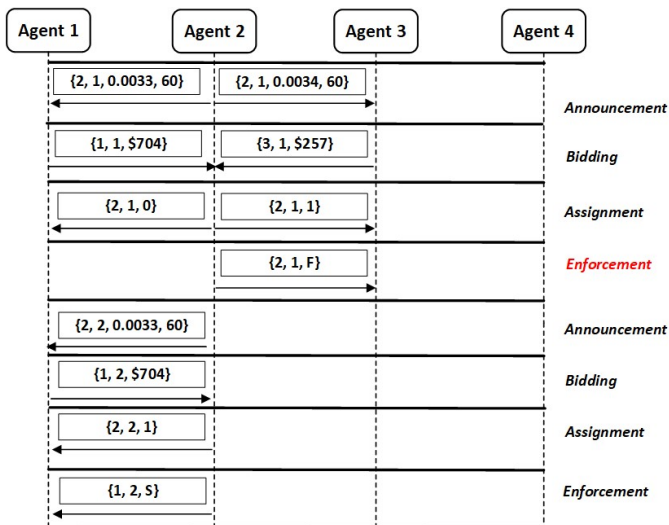 Agent 1 Agent 2 Agent 3 Agent 4
{2, 1, 0.0033, 60} {2, 1, 0.0034, 60}
Announcement
{1, 1, $704} {3, 1, $257}
Bidding
{2, 1, 0} {2, 1, 1}
Assignment
{2, 1, F}
Enforcement
{2, 2, 0.0033, 60}
Announcement
{1, 2, $704}
Bidding
{2, 2, 1}
Assignment
{1, 2, S}
Enforcement